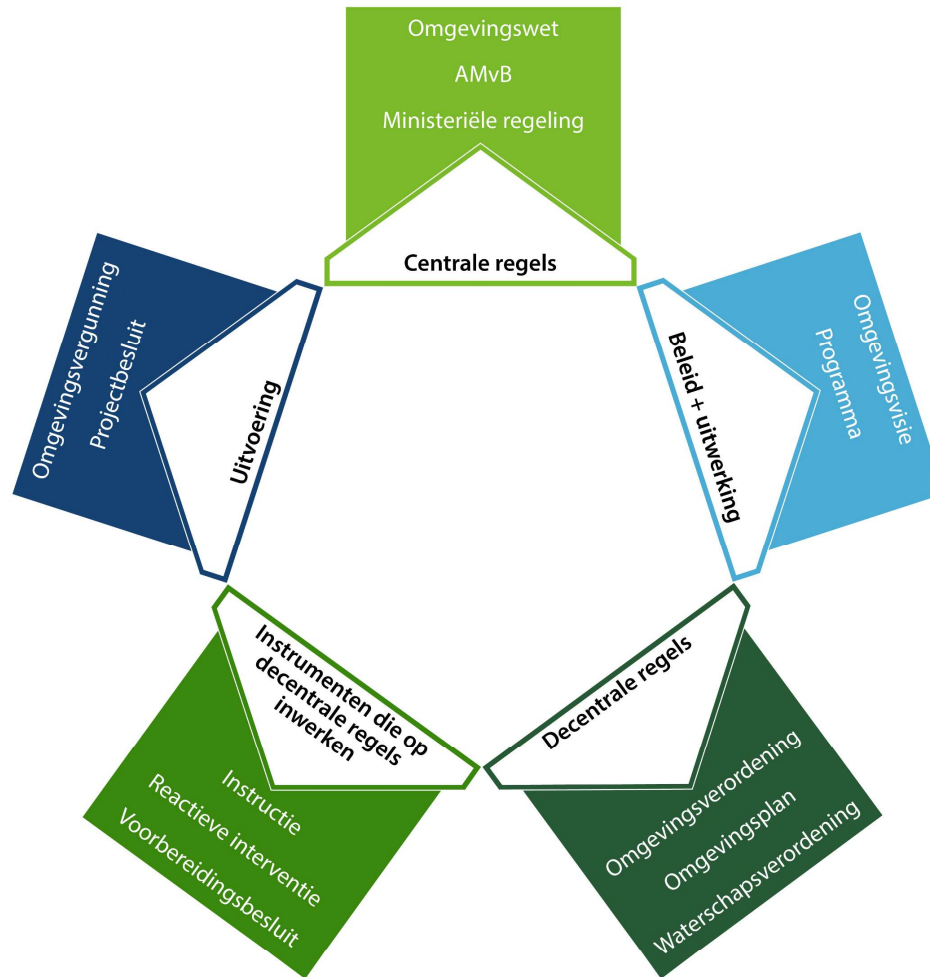 Omgevingswet
AMvB
Ministeriële regeling
Centrale regels
Omgevingsvisie
Programma
Beleid + uitwerking
Decentrale regels
Omgevingsverordening
Omgevingsplan
Waterschapsverordening
Instrumenten die op
decentrale regels
inwerken
Instructie
Reactieve interventie
Voorbereidingsbesluit
Omgevingsvergunning
Projectbesluit
Uitvoering